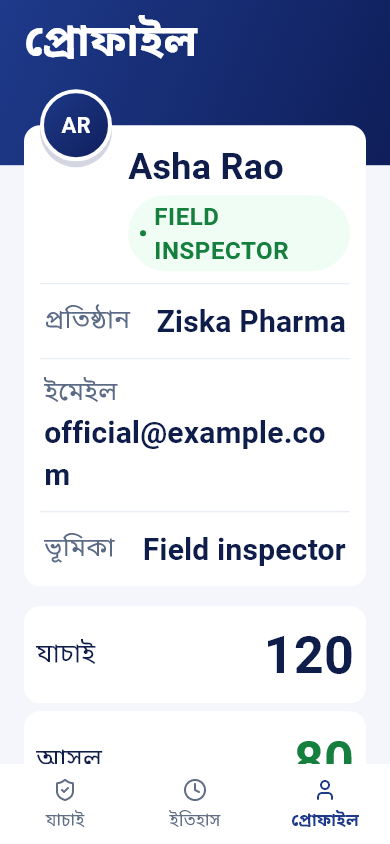 প্রোফাইল
AR
Asha Rao
• FIELD
INSPECTOR
প্রতিষ্ঠান Ziska Pharma
ইমেইল
official@example.co
m
ভূমিকা Field inspector
যাচাই 120
আসল 80
যাচাই ইতিহাস প্রোফাইল